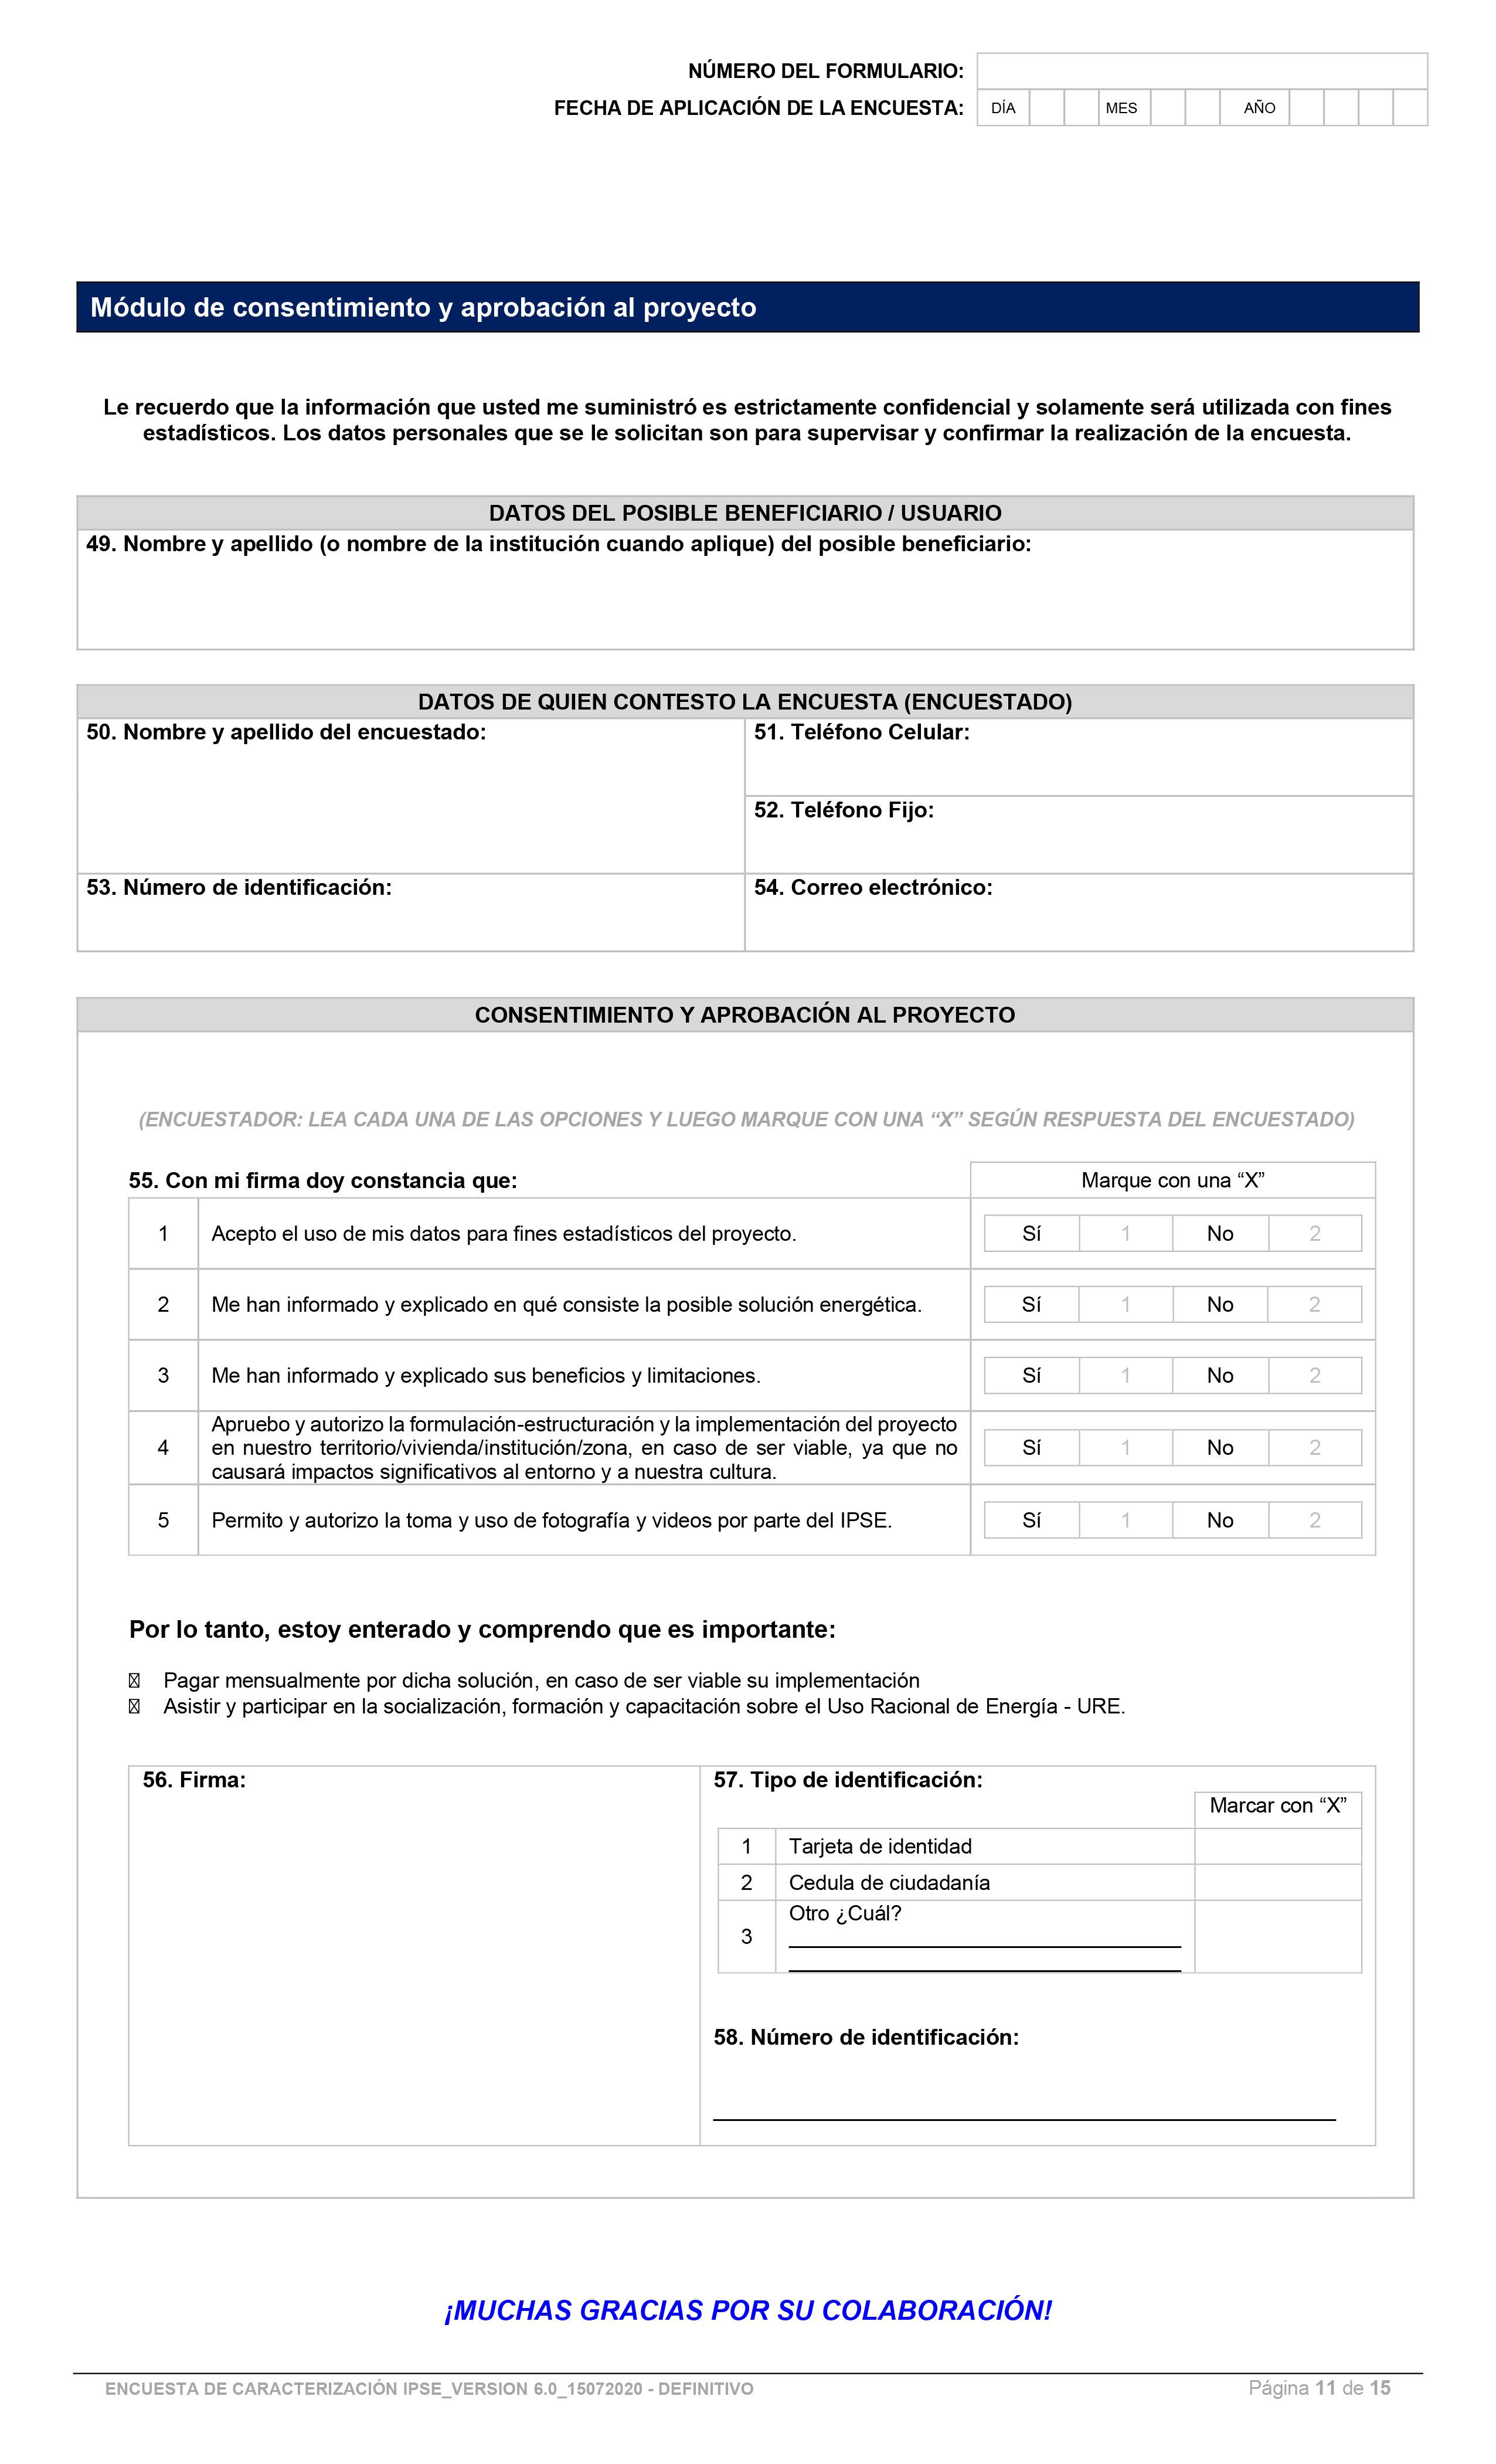 NÚMERO DEL FORMULARIO:
FECHA DE APLICACIÓN DE LA ENCUESTA: DÍA MES AÑO
Módulo de consentimiento y aprobación al proyecto
Le recuerdo que la información que usted me suministró es estrictamente confidencial y solamente será utilizada con fines
estadísticos. Los datos personales que se le solicitan son para supervisar y confirmar la realización de la encuesta.
DATOS DEL POSIBLE BENEFICIARIO / USUARIO
49. Nombre y apellido (o nombre de la institución cuando aplique) del posible beneficiario:
DATOS DE QUIEN CONTESTO LA ENCUESTA (ENCUESTADO)
50. Nombre y apellido del encuestado:
51. Teléfono Celular:
52. Teléfono Fijo:
53. Número de identificación:
54. Correo electrónico:
CONSENTIMIENTO Y APROBACIÓN AL PROYECTO
(ENCUESTADOR: LEA CADA UNA DE LAS OPCIONES Y LUEGO MARQUE CON UNA “X” SEGÚN RESPUESTA DEL ENCUESTADO)
55. Con mi firma doy constancia que: Marque con una “X”
1 Acepto el uso de mis datos para fines estadísticos del proyecto. Sí 1 No 2
2 Me han informado y explicado en qué consiste la posible solución energética. Sí 1 No 2
3 Me han informado y explicado sus beneficios y limitaciones. Sí 1 No 2
Apruebo y autorizo la formulación-estructuración y la implementación del proyecto
4 en nuestro territorio/vivienda/institución/zona, en caso de ser viable, ya que no Sí 1 No 2
causará impactos significativos al entorno y a nuestra cultura.
5 Permito y autorizo la toma y uso de fotografía y videos por parte del IPSE. Sí 1 No 2
Por lo tanto, estoy enterado y comprendo que es importante:
Pagar mensualmente por dicha solución, en caso de ser viable su implementación
Asistir y participar en la socialización, formación y capacitación sobre el Uso Racional de Energía - URE.
56. Firma:
57. Tipo de identificación:
Marcar con “X”
1 Tarjeta de identidad
2 Cedula de ciudadanía
3 Otro ¿Cuál?
58. Número de identificación:
¡MUCHAS GRACIAS POR SU COLABORACIÓN!
ENCUESTA DE CARACTERIZACIÓN IPSE_VERSION 6.0_15072020 - DEFINITIVO Página 11 de 15